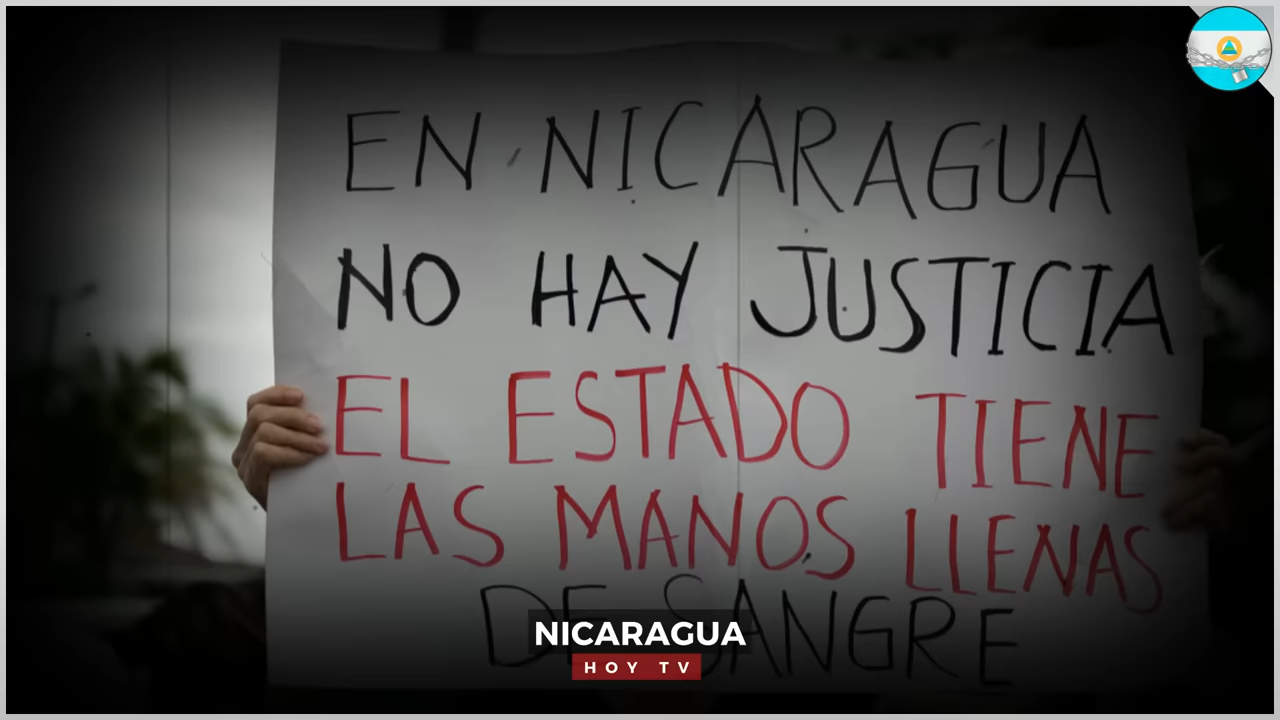 EN NICARAGUA
NO HAY JUSTICIA
EL ESTADO TIENE
LAS MANOS LLENAS
DE SANGRE
NICARAGUA
HOY TV